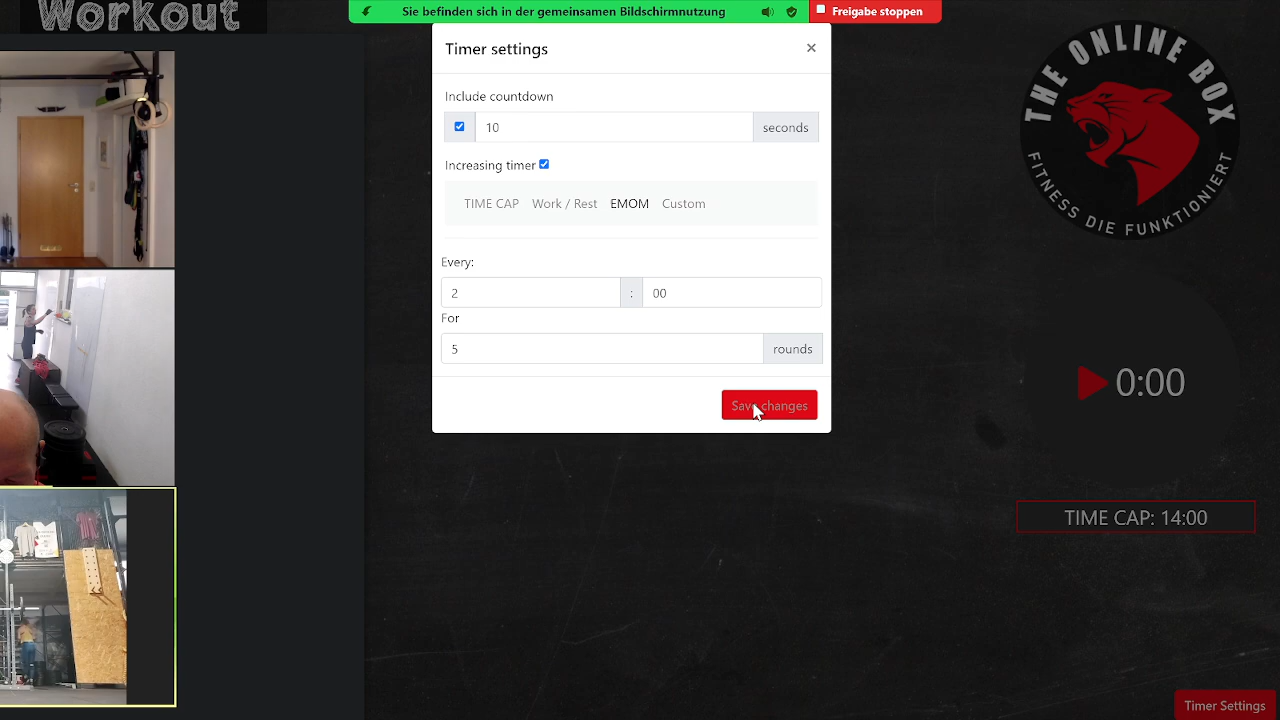 Workout
Sie befinden sich in der gemeinsamen Bildschirmnutzung
Freigabe stoppen
Timer settings
×
Include countdown
10 seconds
Increasing timer
TIME CAP Work / Rest EMOM Custom
Every:
2 : 00
For
5 rounds
Save changes
THE ONLINE BOX
FITNESS DIE FUNKTIONIERT
0:00
TIME CAP: 14:00
Timer Settings